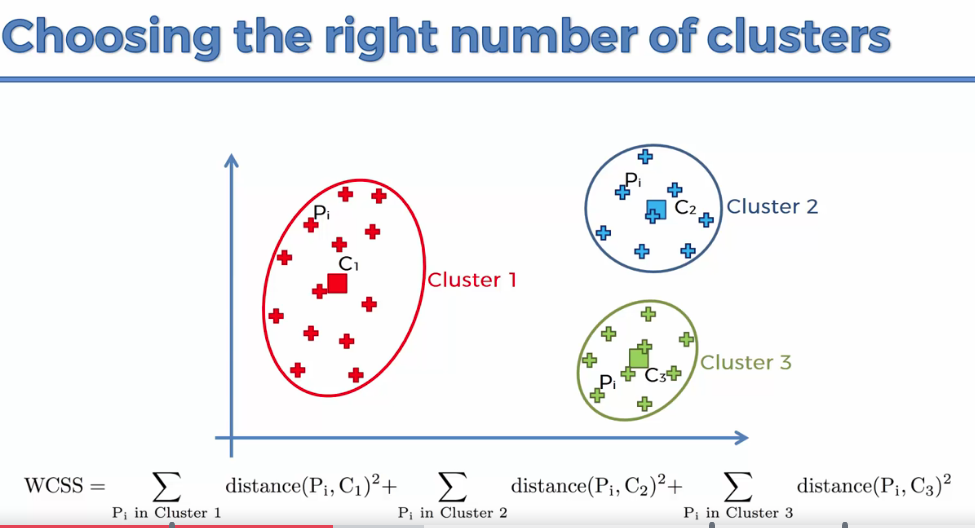 Choosing the right number of clusters
Pᵢ
C₁
Cluster 1
Pᵢ
C₂
Cluster 2
Pᵢ
C₃
Cluster 3
WCSS = ∑ distance(Pᵢ, C₁)² + ∑ distance(Pᵢ, C₂)² + ∑ distance(Pᵢ, C₃)²
Pᵢ in Cluster 1 Pᵢ in Cluster 2 Pᵢ in Cluster 3